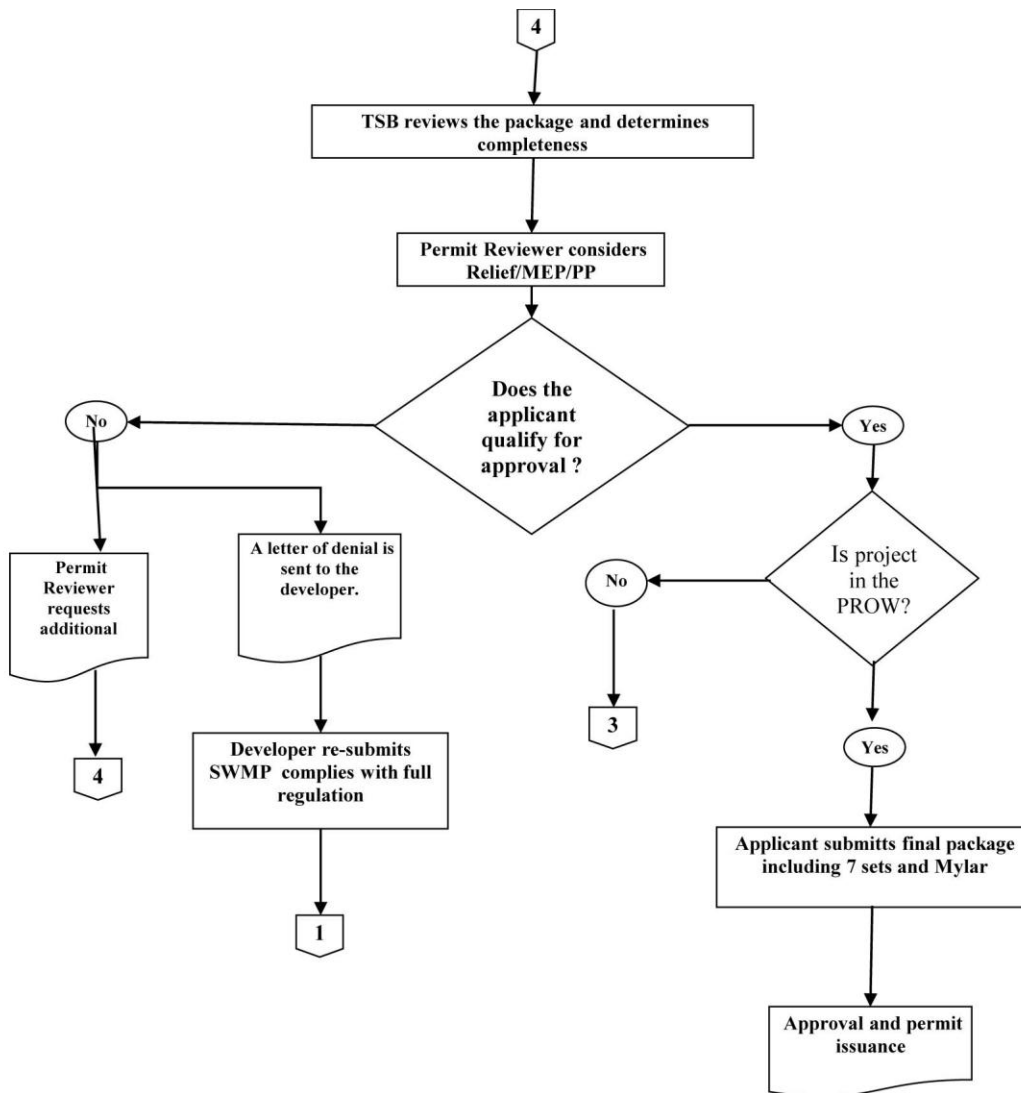 4
TSB reviews the package and determines
completeness
Permit Reviewer considers
Relief/MEP/PP
Does the
applicant
qualify for
approval ?
No
Yes
Permit
Reviewer
requests
additional
A letter of denial is
sent to the
developer.
Is project
in the
PROW?
No
3
4
Developer re-submits
SWMP complies with full
regulation
Yes
1
Applicant submitts final package
including 7 sets and Mylar
Approval and permit
issuance